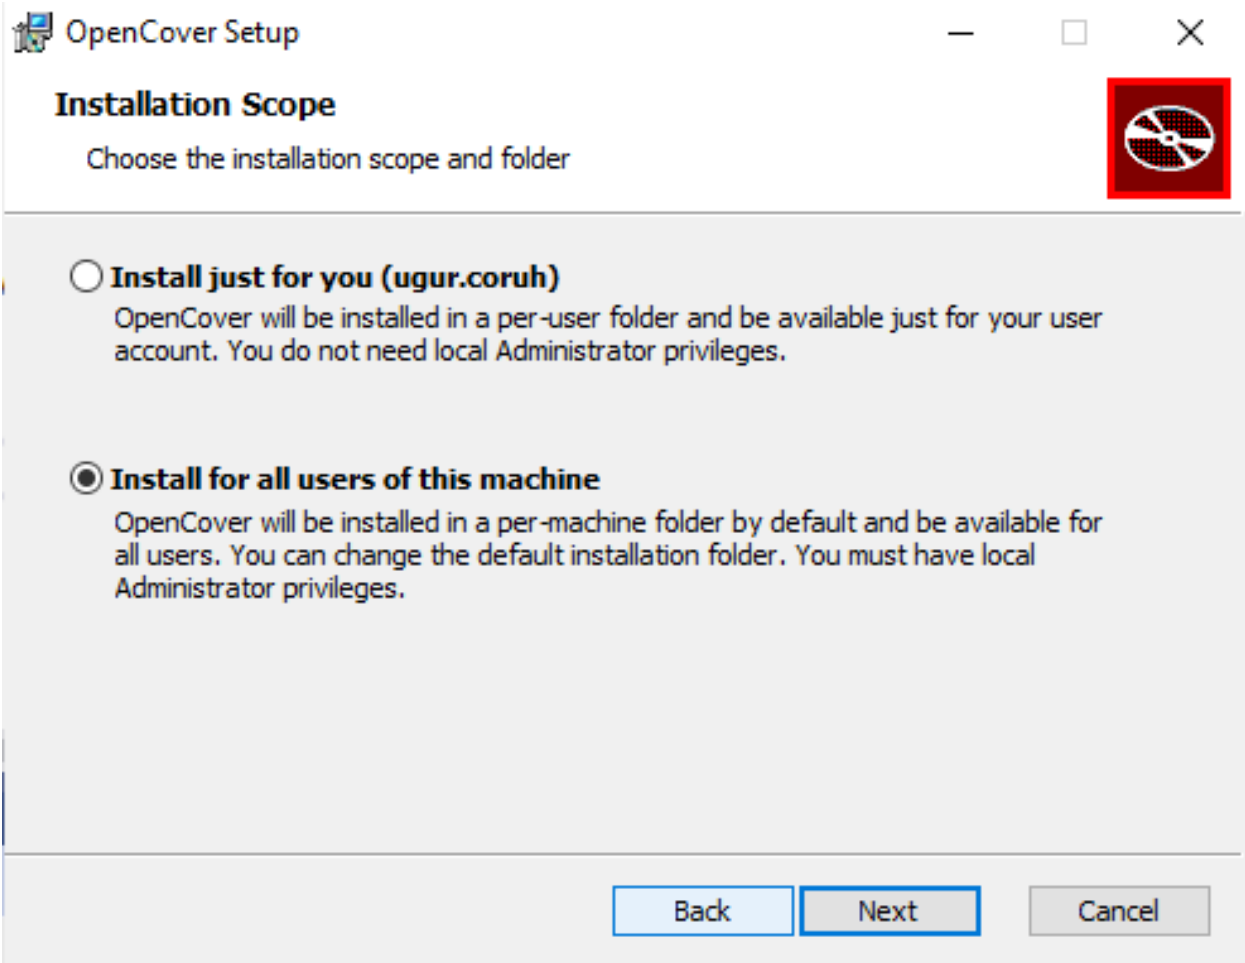 OpenCover Setup
Installation Scope
Choose the installation scope and folder
Install just for you (ugur.coruh)
OpenCover will be installed in a per-user folder and be available just for your user
account. You do not need local Administrator privileges.
Install for all users of this machine
OpenCover will be installed in a per-machine folder by default and be available for
all users. You can change the default installation folder. You must have local
Administrator privileges.
Back Next Cancel